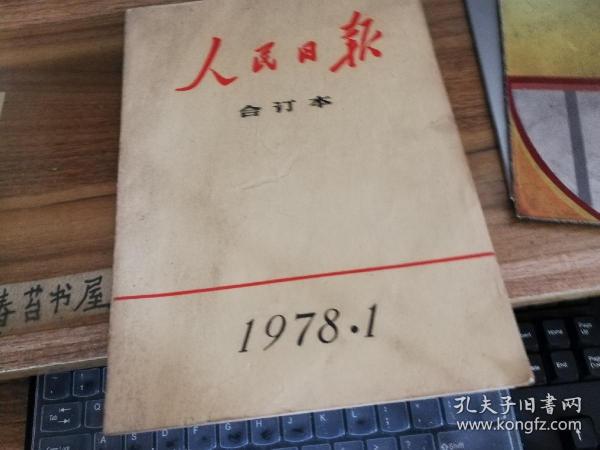 人民日报
合订本
1978·1
春苔书屋
孔夫子旧书网
www.kongfz.com